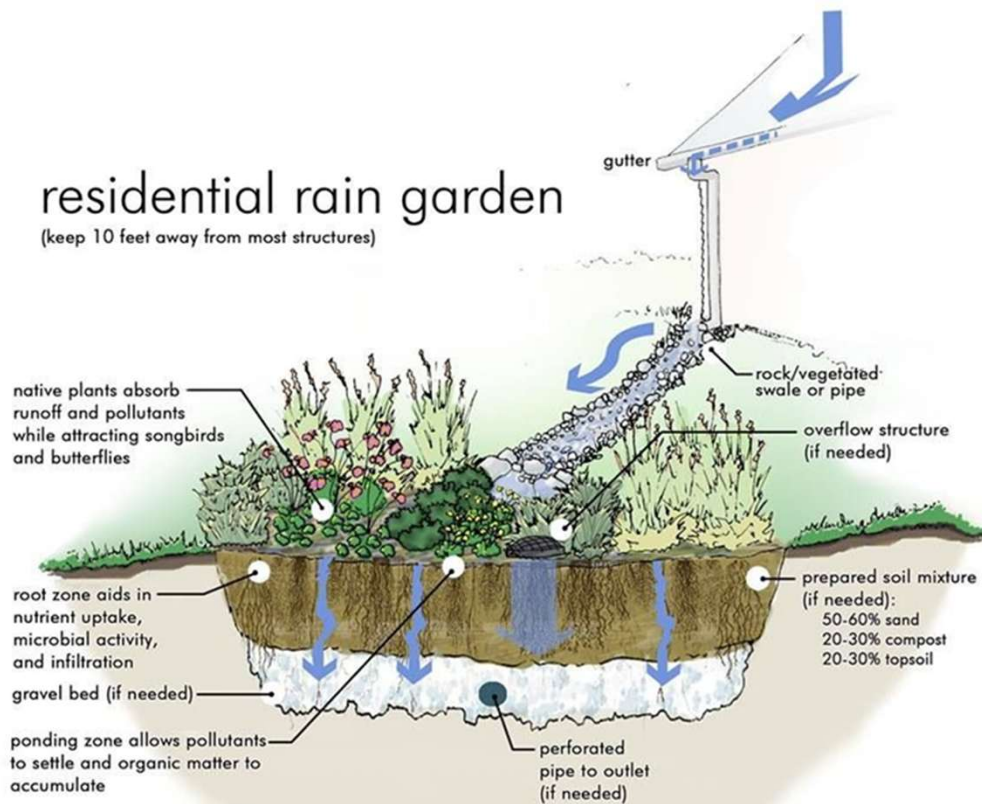 gutter
residential rain garden
(keep 10 feet away from most structures)
native plants absorb
runoff and pollutants
while attracting songbirds
and butterflies
rock/vegetated
swale or pipe
overflow structure
(if needed)
root zone aids in
nutrient uptake,
microbial activity,
and infiltration
prepared soil mixture
(if needed):
50-60% sand
20-30% compost
20-30% topsoil
gravel bed (if needed)
ponding zone allows pollutants
to settle and organic matter to
accumulate
perforated
pipe to outlet
(if needed)